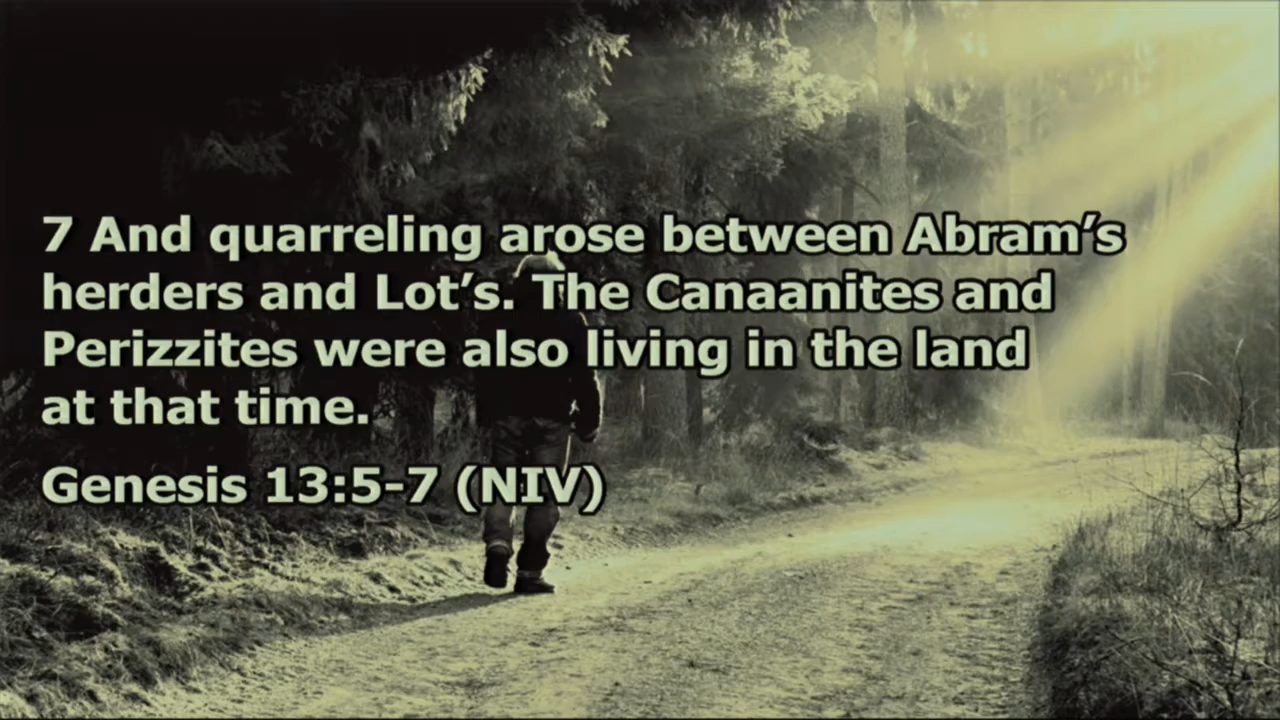 7 And quarreling arose between Abram’s
herders and Lot’s. The Canaanites and
Perizzites were also living in the land
at that time.
Genesis 13:5-7 (NIV)